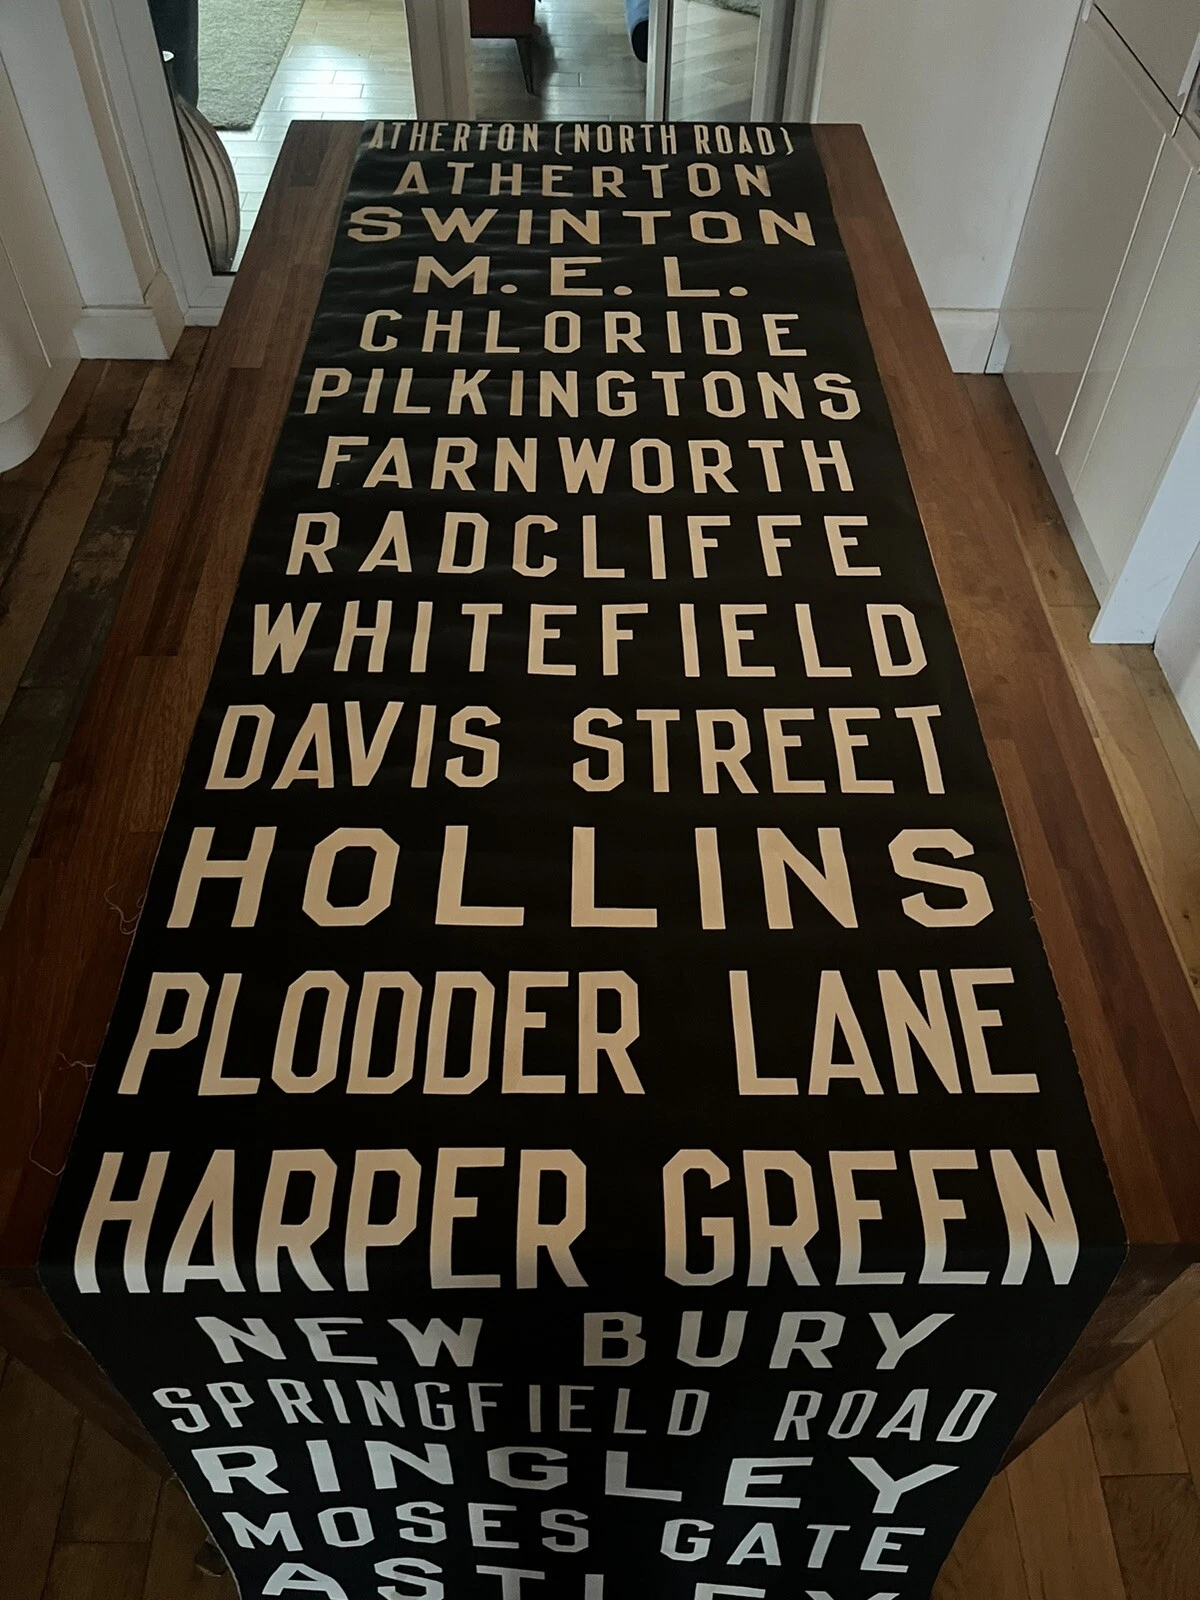 ATHERTON (NORTH ROAD)
ATHERTON
SWINTON
M. E. L.
CHLORIDE
PILKINGTONS
FARNWORTH
RADCLIFFE
WHITEFIELD
DAVIS STREET
HOLLINS
PLODDER LANE
HARPER GREEN
NEW BURY
SPRINGFIELD ROAD
RINGLEY
MOSES GATE
ASTLEY